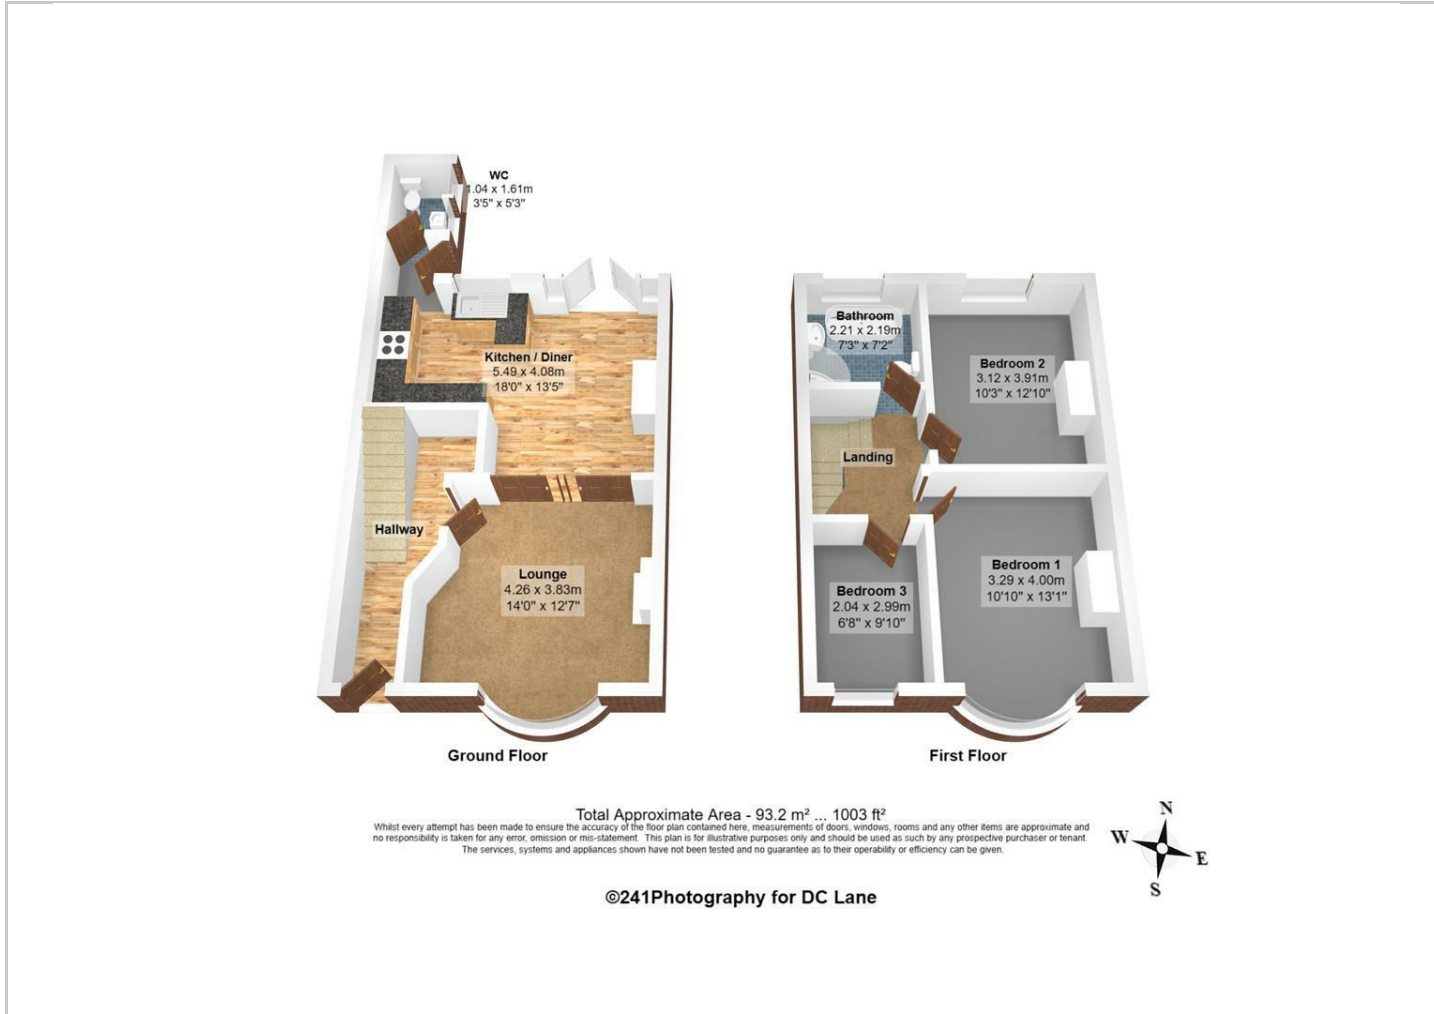 WC
1.04 x 1.61m
3'5" x 5'3"
Kitchen / Diner
5.49 x 4.08m
18'0" x 13'5"
Hallway
Lounge
4.26 x 3.83m
14'0" x 12'7"
Ground Floor
Bathroom
2.21 x 2.19m
7'3" x 7'2"
Bedroom 2
3.12 x 3.91m
10'3" x 12'10"
Landing
Bedroom 1
3.29 x 4.00m
10'10" x 13'1"
Bedroom 3
2.04 x 2.99m
6'8" x 9'10"
First Floor
Total Approximate Area - 93.2 m² ... 1003 ft²
Whilst every attempt has been made to ensure the accuracy of the floor plan contained here, measurements of doors, windows, rooms and any other items are approximate and
no responsibility is taken for any error, omission or mis-statement. This plan is for illustrative purposes only and should be used as such by any prospective purchaser or tenant.
The services, systems and appliances shown have not been tested and no guarantee as to their operability or efficiency can be given.
N
W
E
S
©241Photography for DC Lane